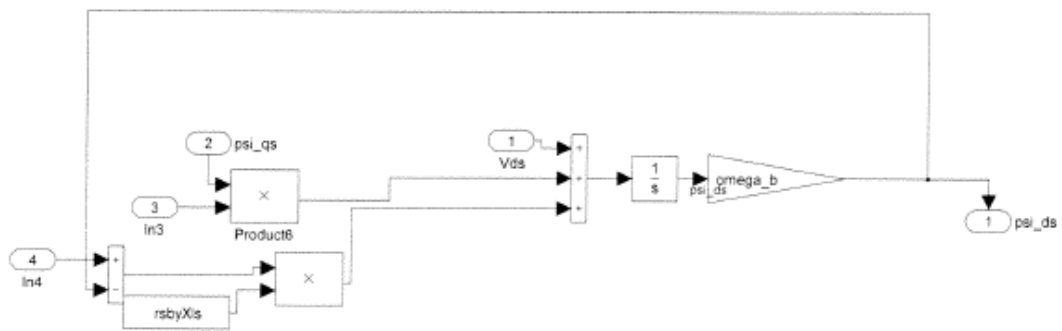 2
psi_qs
1
Vds
+
+
+
1
s
psi_ds
omega_b
×
3
In3
Product6
1
psi_ds
4
In4
+
−
×
rsbyXls